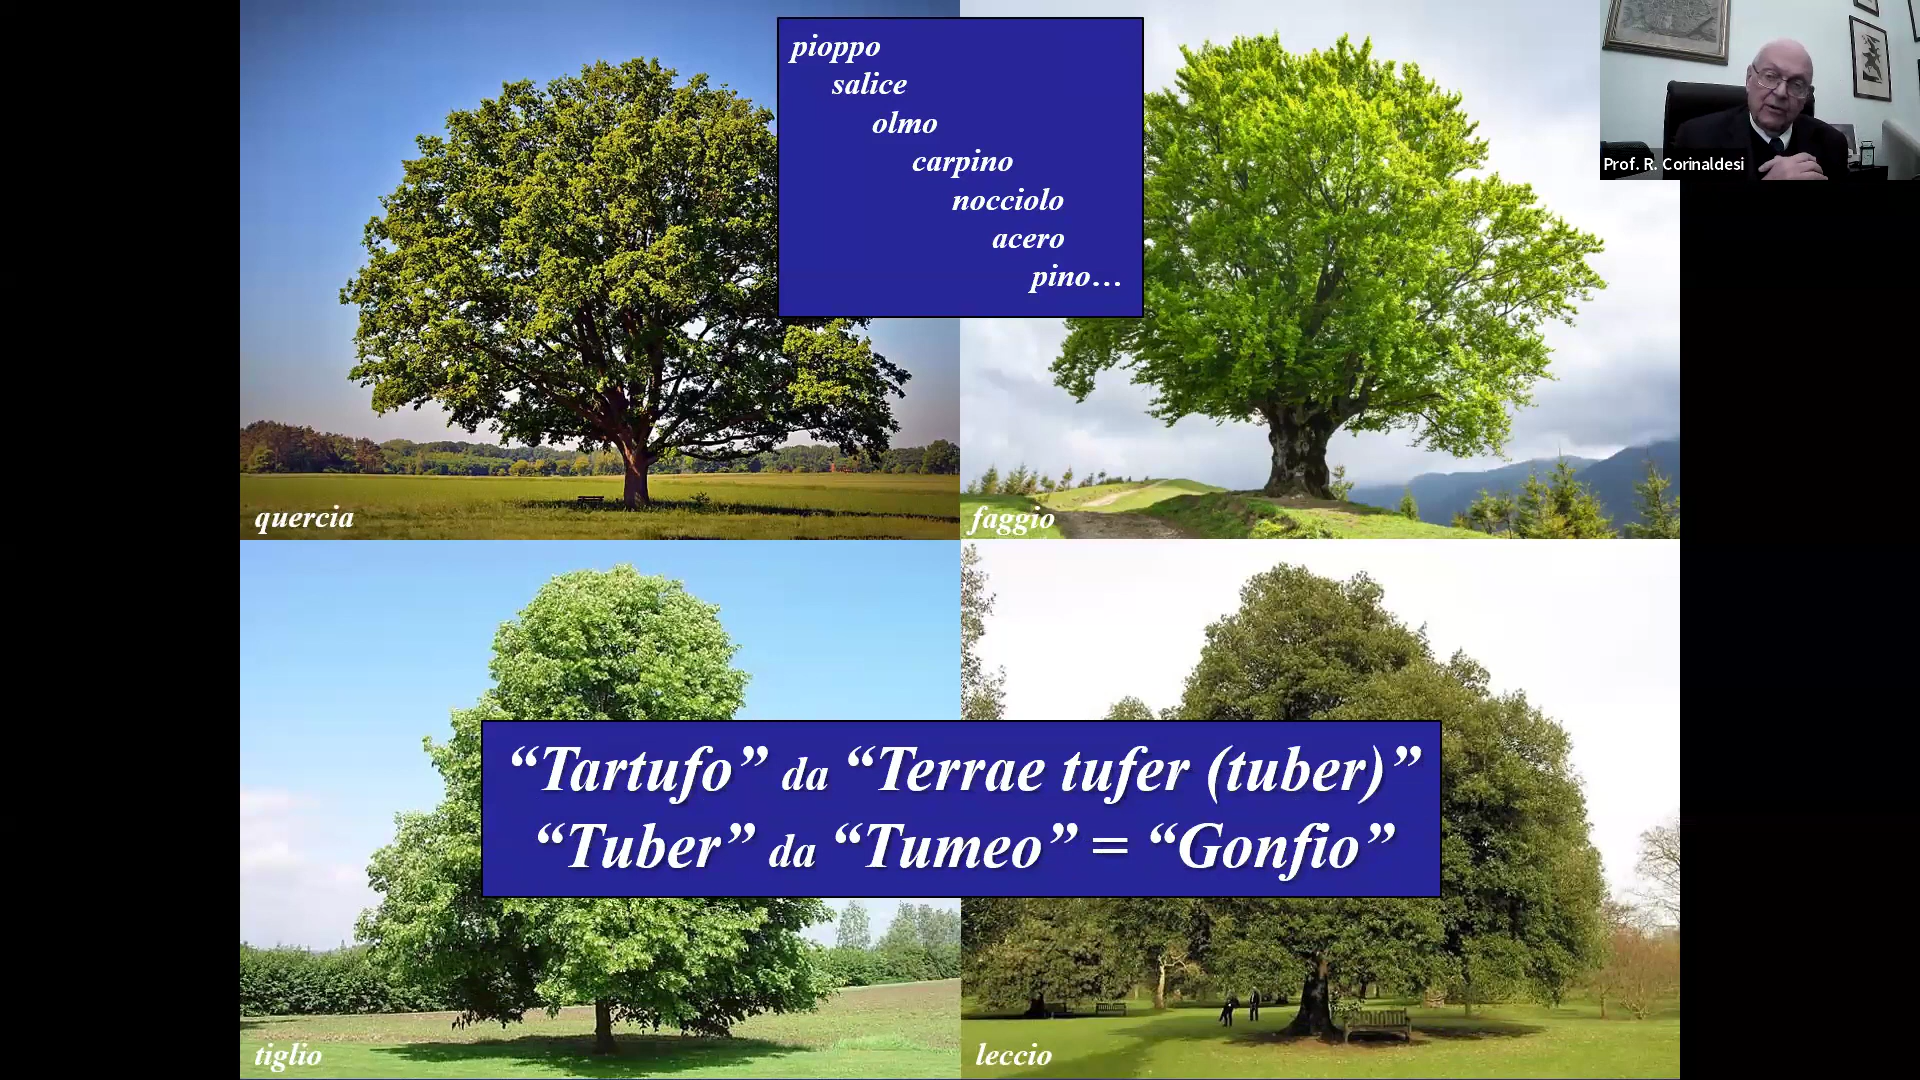 pioppo
salice
olmo
carpino
nocciolo
acero
pino…
Prof. R. Corinaldesi
quercia
faggio
“Tartufo” da “Terrae tufer (tuber)”
“Tuber” da “Tumeo” = “Gonfio”
tiglio
leccio